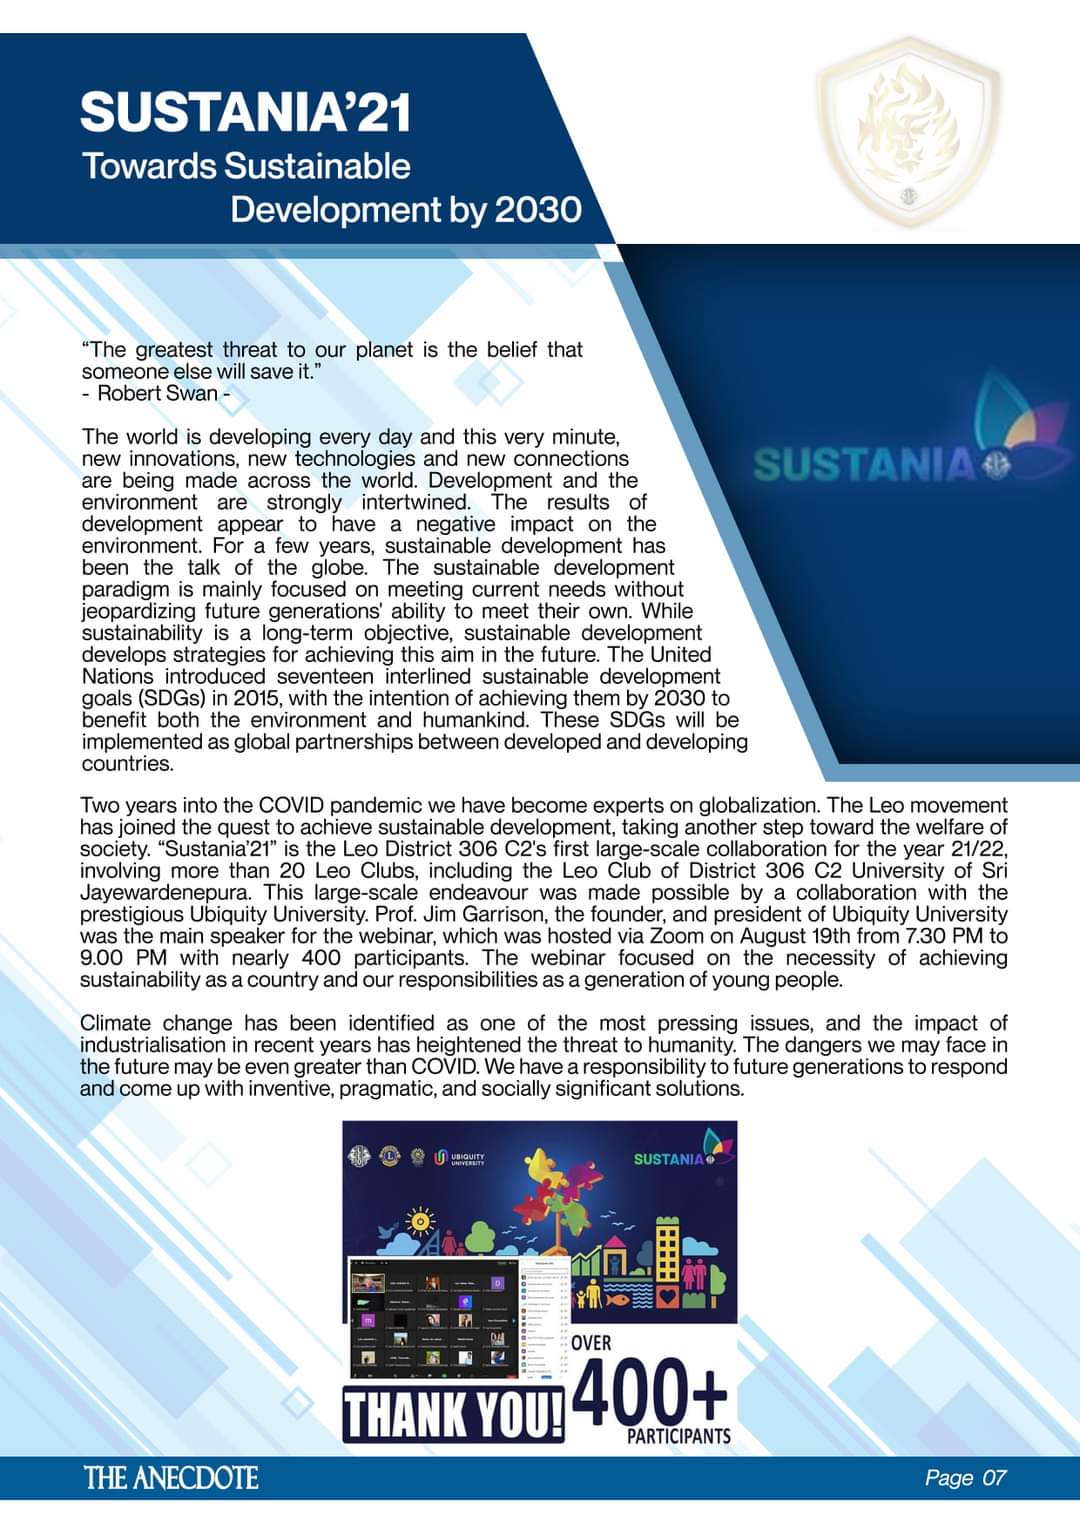 SUSTANIA’21
Towards Sustainable
Development by 2030
“The greatest threat to our planet is the belief that
someone else will save it.”
- Robert Swan -
SUSTANIA
The world is developing every day and this very minute,
new innovations, new technologies and new connections
are being made across the world. Development and the
environment are strongly intertwined. The results of
development appear to have a negative impact on the
environment. For a few years, sustainable development has
been the talk of the globe. The sustainable development
paradigm is mainly focused on meeting current needs without
jeopardizing future generations' ability to meet their own. While
sustainability is a long-term objective, sustainable development
develops strategies for achieving this aim in the future. The United
Nations introduced seventeen interlined sustainable development
goals (SDGs) in 2015, with the intention of achieving them by 2030 to
benefit both the environment and humankind. These SDGs will be
implemented as global partnerships between developed and developing
countries.
Two years into the COVID pandemic we have become experts on globalization. The Leo movement
has joined the quest to achieve sustainable development, taking another step toward the welfare of
society. “Sustania’21” is the Leo District 306 C2's first large-scale collaboration for the year 21/22,
involving more than 20 Leo Clubs, including the Leo Club of District 306 C2 University of Sri
Jayewardenepura. This large-scale endeavour was made possible by a collaboration with the
prestigious Ubiquity University. Prof. Jim Garrison, the founder, and president of Ubiquity University
was the main speaker for the webinar, which was hosted via Zoom on August 19th from 7.30 PM to
9.00 PM with nearly 400 participants. The webinar focused on the necessity of achieving
sustainability as a country and our responsibilities as a generation of young people.
Climate change has been identified as one of the most pressing issues, and the impact of
industrialisation in recent years has heightened the threat to humanity. The dangers we may face in
the future may be even greater than COVID. We have a responsibility to future generations to respond
and come up with inventive, pragmatic, and socially significant solutions.
UBIQUITY
UNIVERSITY
SUSTANIA
OVER
400+
PARTICIPANTS
THANK YOU!
THE ANECDOTE
Page 07